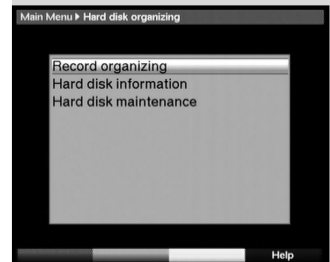 Main Menu ▶ Hard disk organizing
Record organizing
Hard disk information
Hard disk maintenance
Help